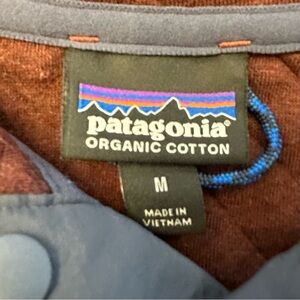 patagonia®
ORGANIC COTTON
M
MADE IN
VIETNAM